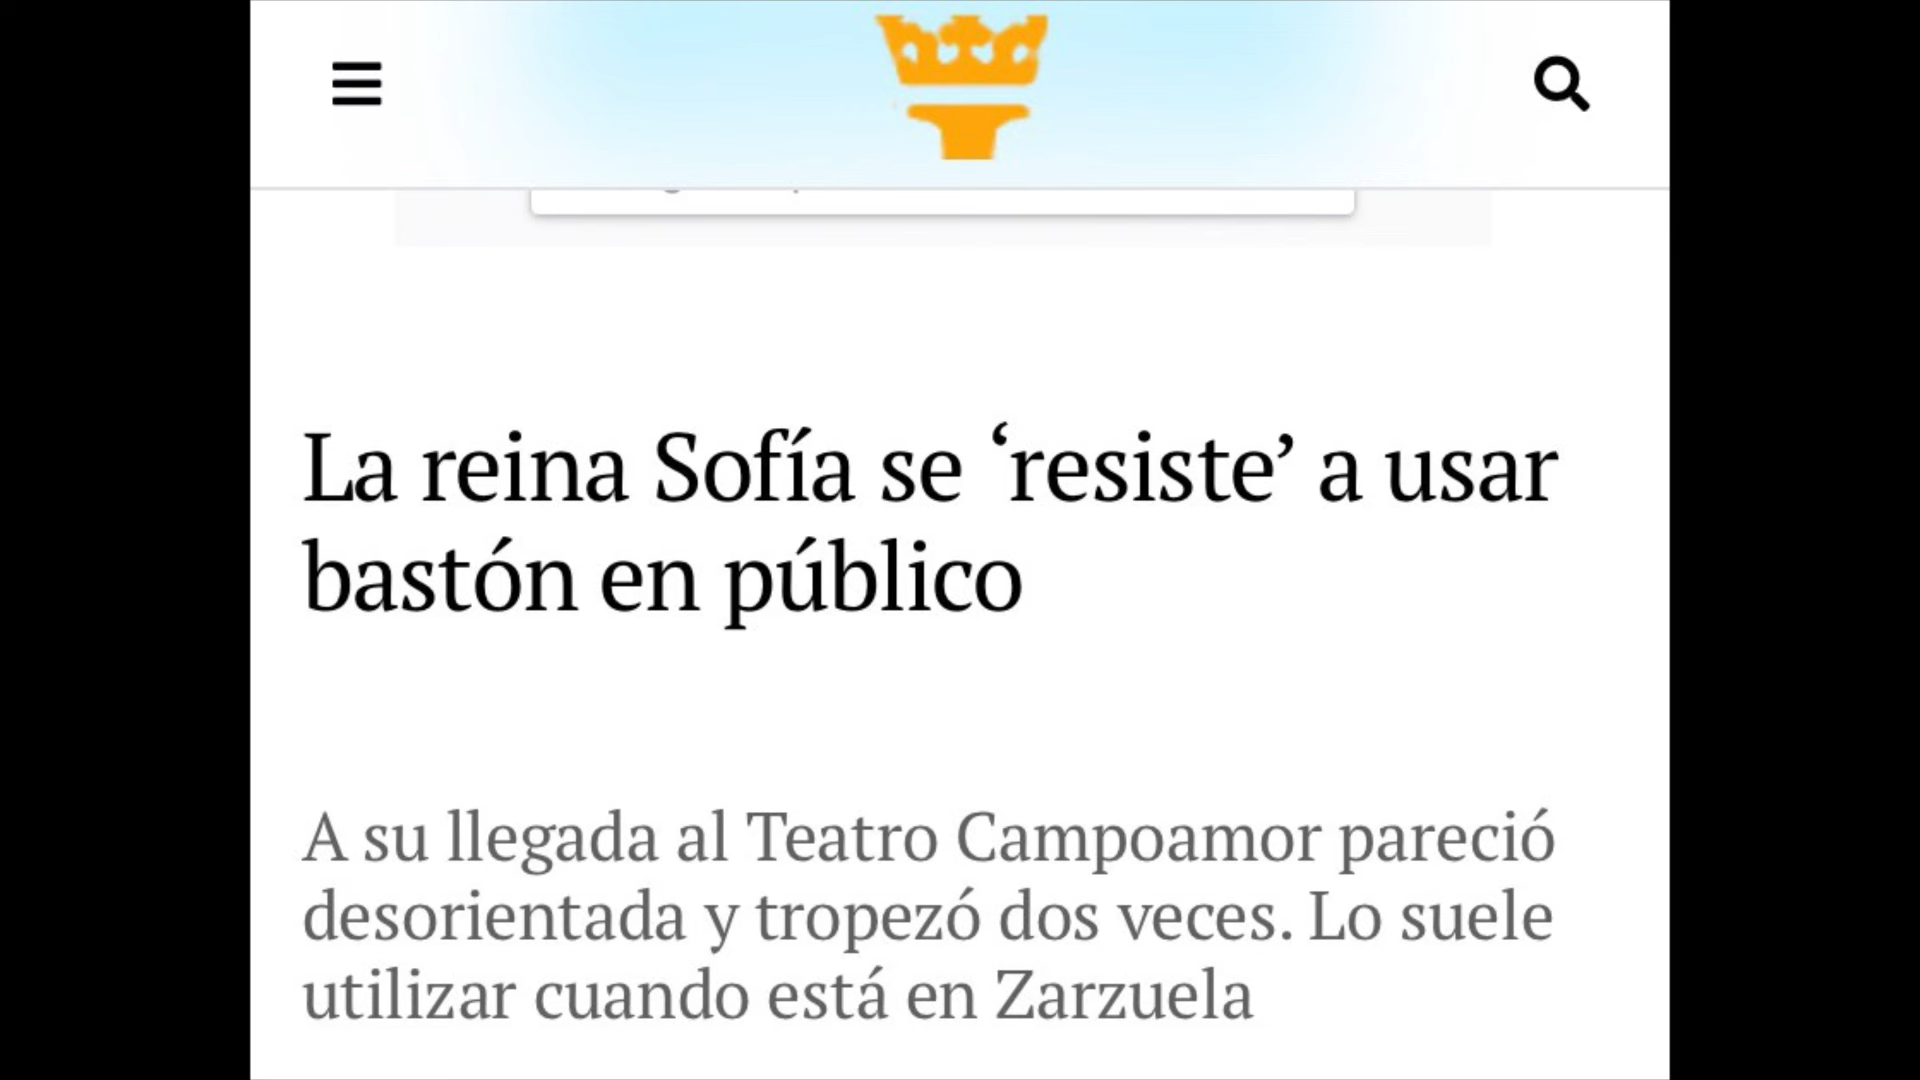 La reina Sofía se ‘resiste’ a usar
bastón en público
A su llegada al Teatro Campoamor pareció
desorientada y tropezó dos veces. Lo suele
utilizar cuando está en Zarzuela